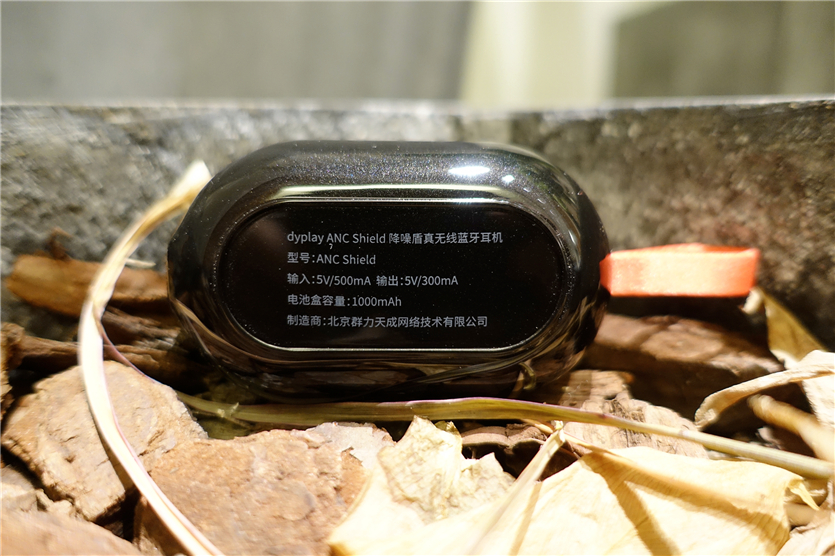 dyplay ANC Shield 降噪盾真无线蓝牙耳机
型号:ANC Shield
输入:5V/500mA 输出:5V/300mA
电池盒容量:1000mAh
制造商:北京群力天成网络技术有限公司